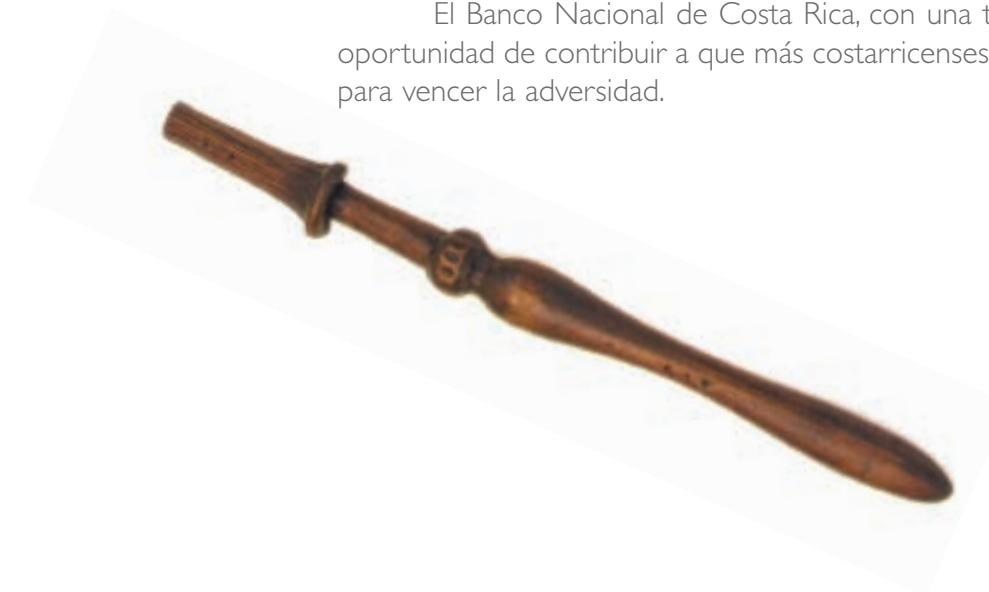 El Banco Nacional de Costa Rica, con una
oportunidad de contribuir a que más costarricenses
para vencer la adversidad.